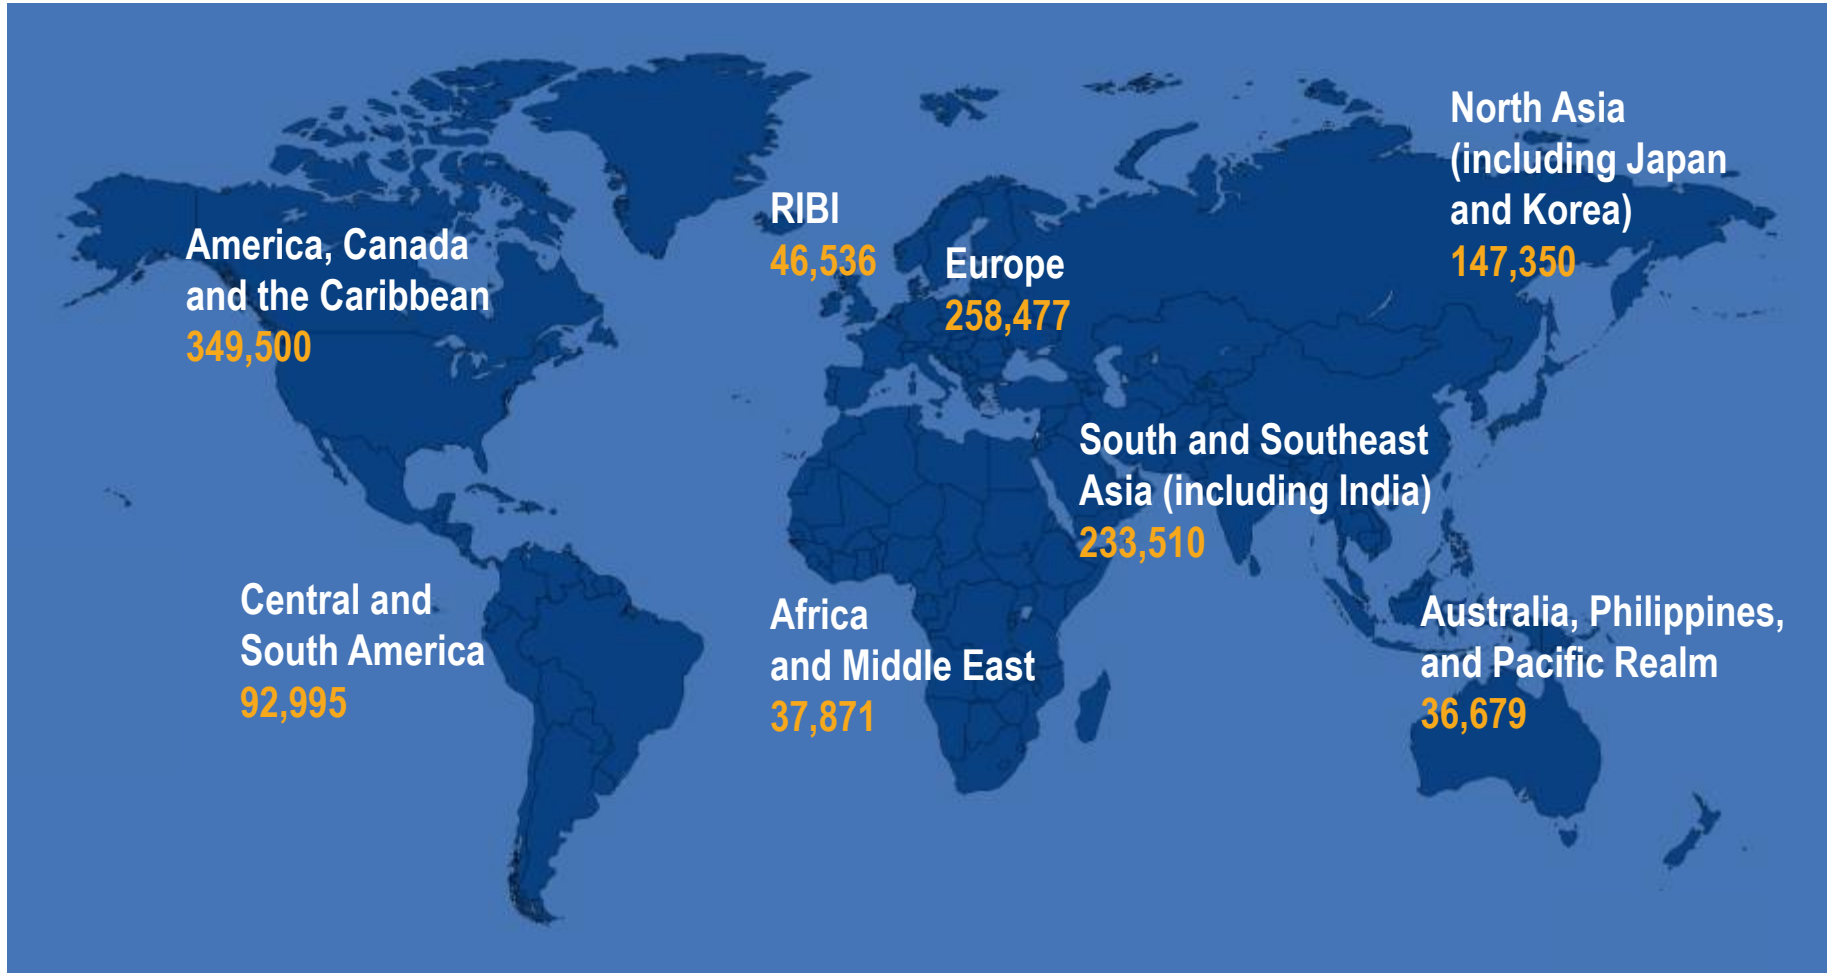 America, Canada
and the Caribbean
349,500
RIBI
46,536
Europe
258,477
North Asia
(including Japan
and Korea)
147,350
South and Southeast
Asia (including India)
233,510
Central and
South America
92,995
Africa
and Middle East
37,871
Australia, Philippines,
and Pacific Realm
36,679